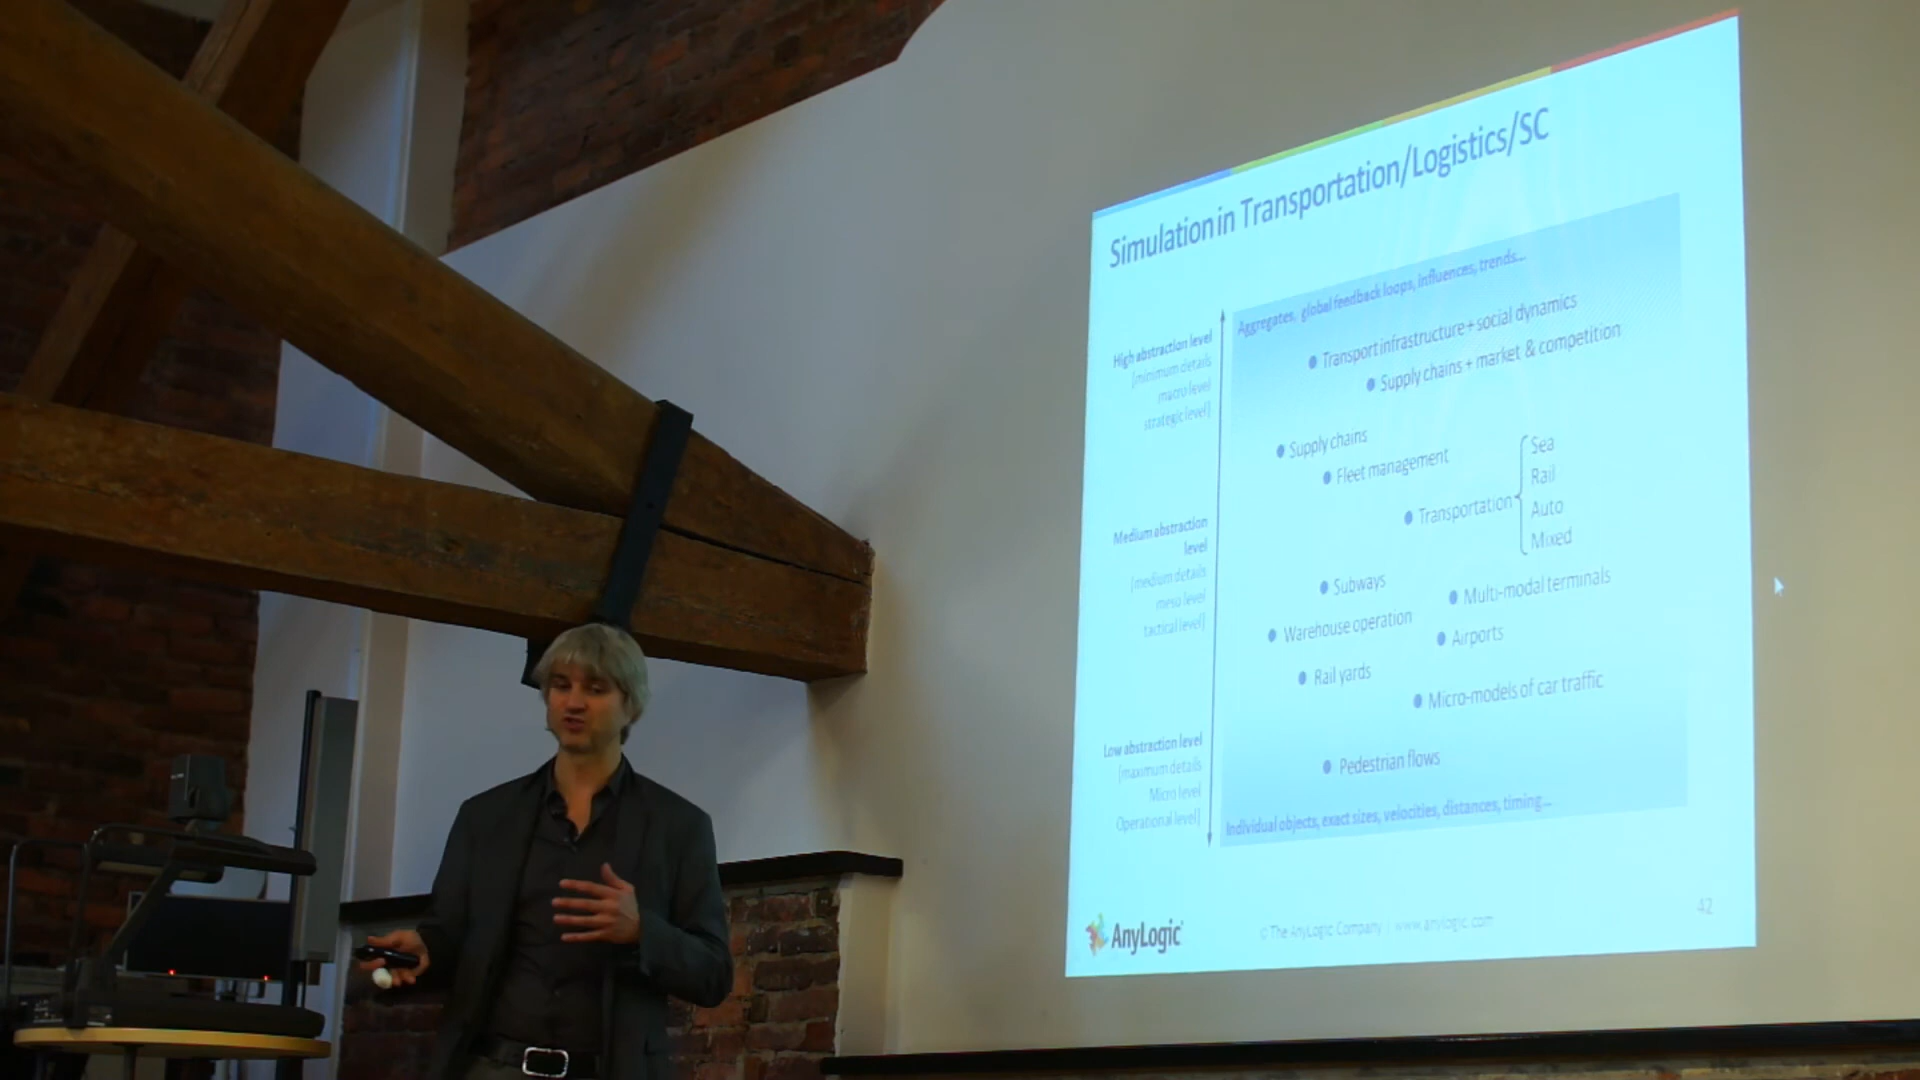 Simulation in Transportation/Logistics/SC
Aggregates, global feedback loops, influences, trends...
High abstraction level
[minimum details
macro level
strategic level]
Transport infrastructure + social dynamics
Supply chains + market & competition
Supply chains
Fleet management
Transportation
Sea
Rail
Auto
Mixed
Medium abstraction
level
[medium details
meso level
tactical level]
Subways
Multi-modal terminals
Warehouse operation
Airports
Rail yards
Micro-models of car traffic
Low abstraction level
[maximum details
Micro level
Operational level]
Pedestrian flows
Individual objects, exact sizes, velocities, distances, timing...
AnyLogic
© The AnyLogic Company | www.anylogic.com
42